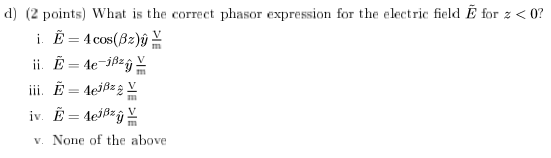 d) (2 points) What is the correct phasor expression for the electric field Ẽ for z < 0?
i. Ẽ = 4 cos(βz)ŷ V/m
ii. Ẽ = 4e^{-jβz}ŷ V/m
iii. Ẽ = 4e^{jβz}ẑ V/m
iv. Ẽ = 4e^{jβz}ŷ V/m
v. None of the above